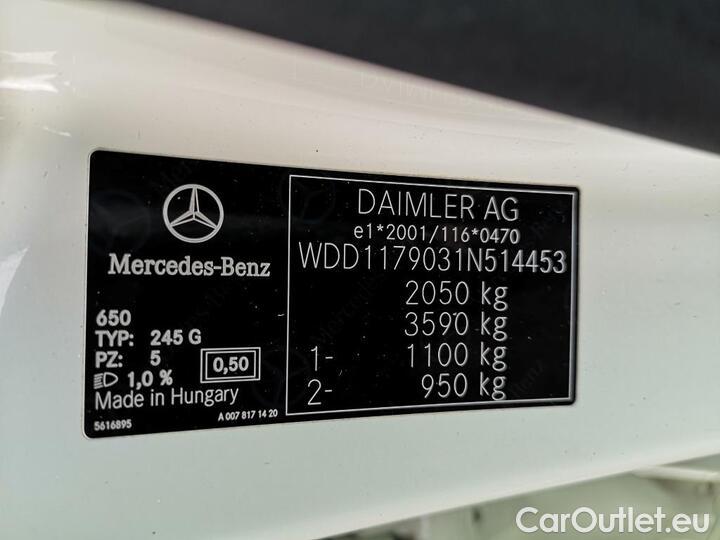 Mercedes-Benz
650
TYP: 245 G
PZ: 5
0,50
1,0 %
Made in Hungary
5616895
A 007 817 14 20
DAIMLER AG
e1*2001/116*0470
WDD1179031N514453
2050 kg
3590 kg
1- 1100 kg
2- 950 kg
CarOutlet.eu